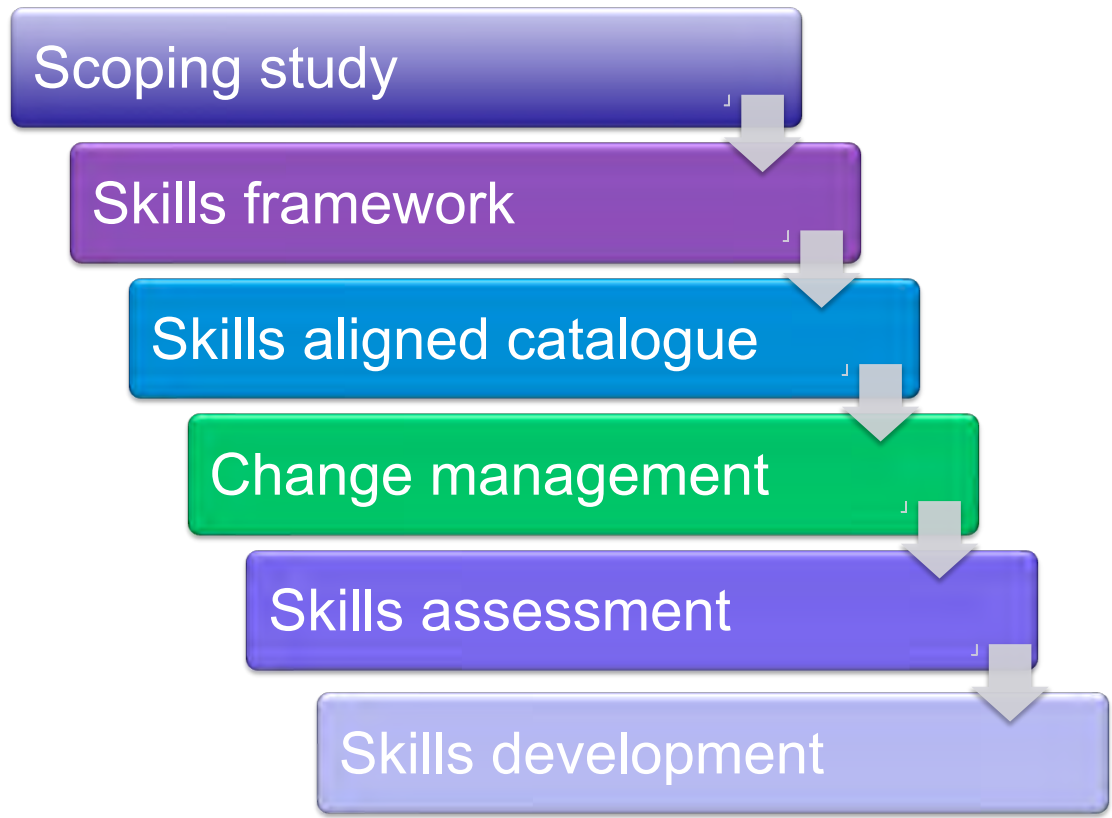 Scoping study
Skills framework
Skills aligned catalogue
Change management
Skills assessment
Skills development